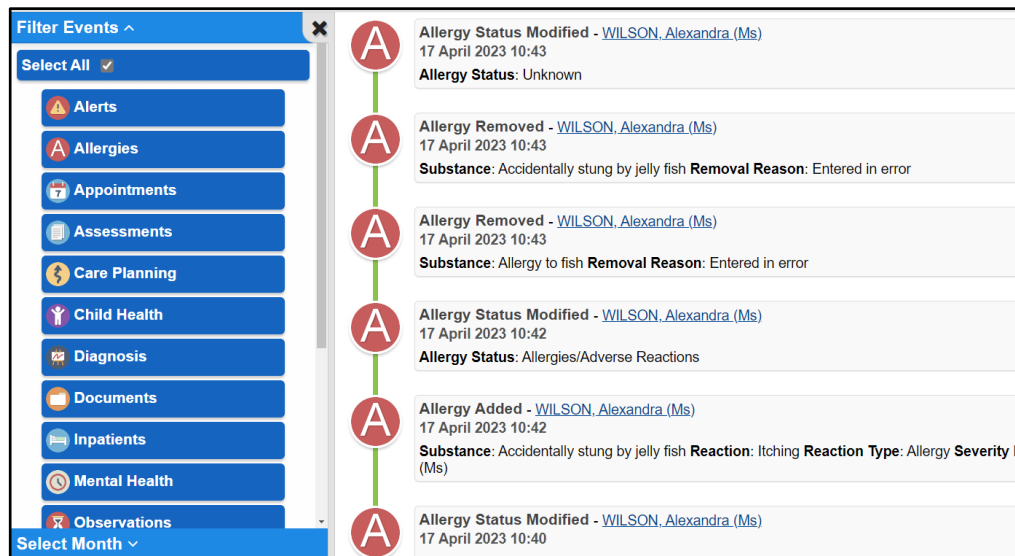 Filter Events
Select All
Alerts
Allergies
Appointments
Assessments
Care Planning
Child Health
Diagnosis
Documents
Inpatients
Mental Health
Observations
Select Month
Allergy Status Modified - WILSON, Alexandra (Ms)
17 April 2023 10:43
Allergy Status: Unknown
Allergy Removed - WILSON, Alexandra (Ms)
17 April 2023 10:43
Substance: Accidentally stung by jelly fish Removal Reason: Entered in error
Allergy Removed - WILSON, Alexandra (Ms)
17 April 2023 10:43
Substance: Allergy to fish Removal Reason: Entered in error
Allergy Status Modified - WILSON, Alexandra (Ms)
17 April 2023 10:42
Allergy Status: Allergies/Adverse Reactions
Allergy Added - WILSON, Alexandra (Ms)
17 April 2023 10:42
Substance: Accidentally stung by jelly fish Reaction: Itching Reaction Type: Allergy Severity
(Ms)
Allergy Status Modified - WILSON, Alexandra (Ms)
17 April 2023 10:40